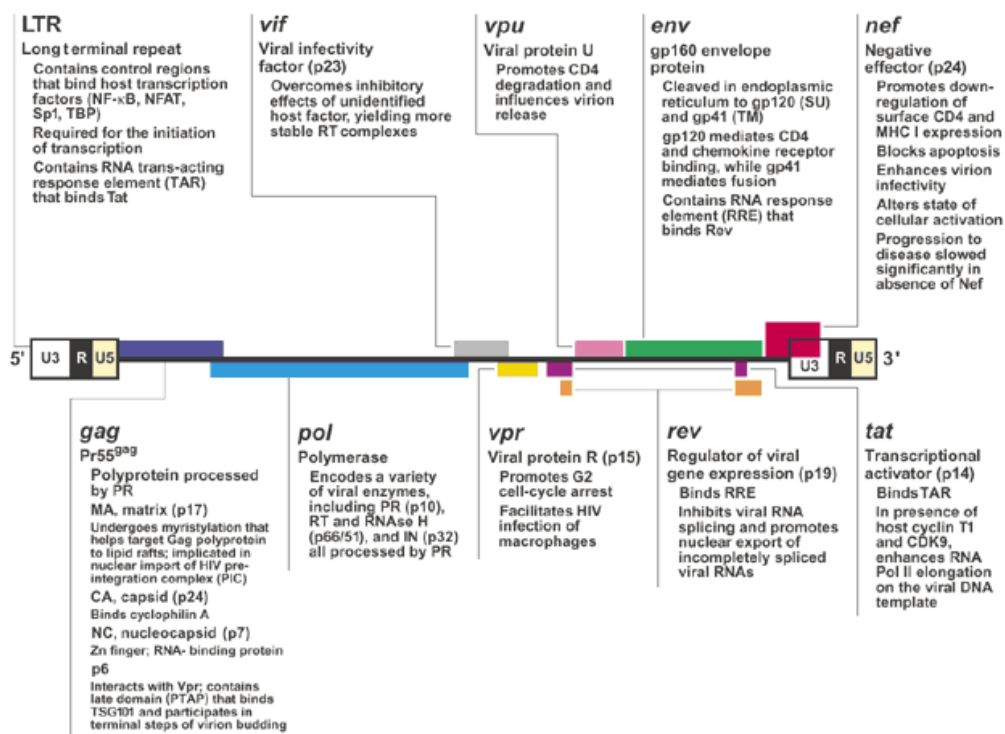 LTR
Long terminal repeat
Contains control regions
that bind host transcription
factors (NF-κB, NFAT,
Sp1, TBP)
Required for the initiation
of transcription
Contains RNA trans-acting
response element (TAR)
that binds Tat
vif
Viral infectivity
factor (p23)
Overcomes inhibitory
effects of unidentified
host factor, yielding more
stable RT complexes
vpu
Viral protein U
Promotes CD4
degradation and
influences virion
release
env
gp160 envelope
protein
Cleaved in endoplasmic
reticulum to gp120 (SU)
and gp41 (TM)
gp120 mediates CD4
and chemokine receptor
binding, while gp41
mediates fusion
Contains RNA response
element (RRE) that
binds Rev
nef
Negative
effector (p24)
Promotes down-
regulation of
surface CD4 and
MHC I expression
Blocks apoptosis
Enhances virion
infectivity
Alters state of
cellular activation
Progression to
disease slowed
significantly in
absence of Nef
5' U3 R U5
U3 R U5 3'
gag
Pr55gag
Polyprotein processed
by PR
MA, matrix (p17)
Undergoes myristylation that
helps target Gag polyprotein
to lipid rafts; implicated in
nuclear import of HIV pre-
integration complex (PIC)
CA, capsid (p24)
Binds cyclophilin A
NC, nucleocapsid (p7)
Zn finger; RNA- binding protein
p6
Interacts with Vpr; contains
late domain (PTAP) that binds
TSG101 and participates in
terminal steps of virion budding
pol
Polymerase
Encodes a variety
of viral enzymes,
including PR (p10),
RT and RNAse H
(p66/51), and IN (p32)
all processed by PR
vpr
Viral protein R (p15)
Promotes G2
cell-cycle arrest
Facilitates HIV
infection of
macrophages
rev
Regulator of viral
gene expression (p19)
Binds RRE
Inhibits viral RNA
splicing and promotes
nuclear export of
incompletely spliced
viral RNAs
tat
Transcriptional
activator (p14)
Binds TAR
In presence of
host cyclin T1
and CDK9,
enhances RNA
Pol II elongation
on the viral DNA
template